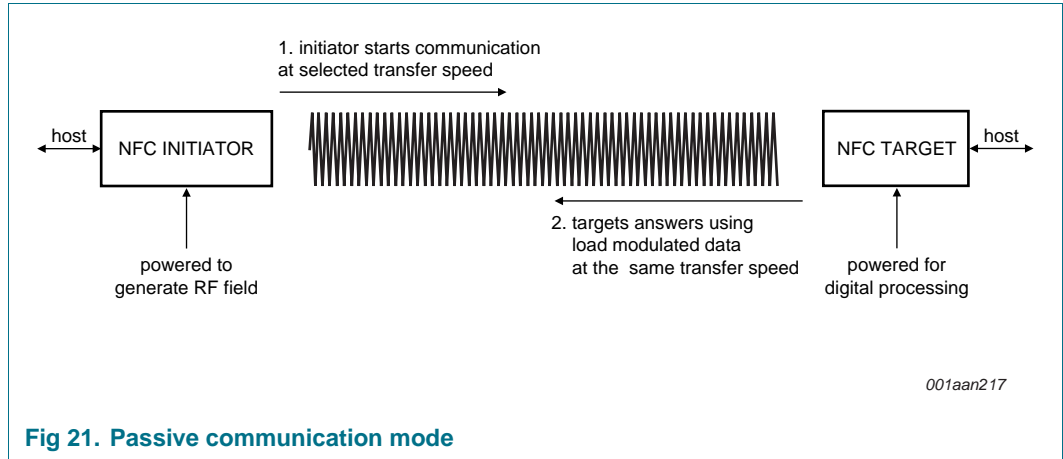 1. initiator starts communication
at selected transfer speed
host
NFC INITIATOR
NFC TARGET
host
2. targets answers using
load modulated data
at the same transfer speed
powered to
generate RF field
powered for
digital processing
001aan217
Fig 21. Passive communication mode